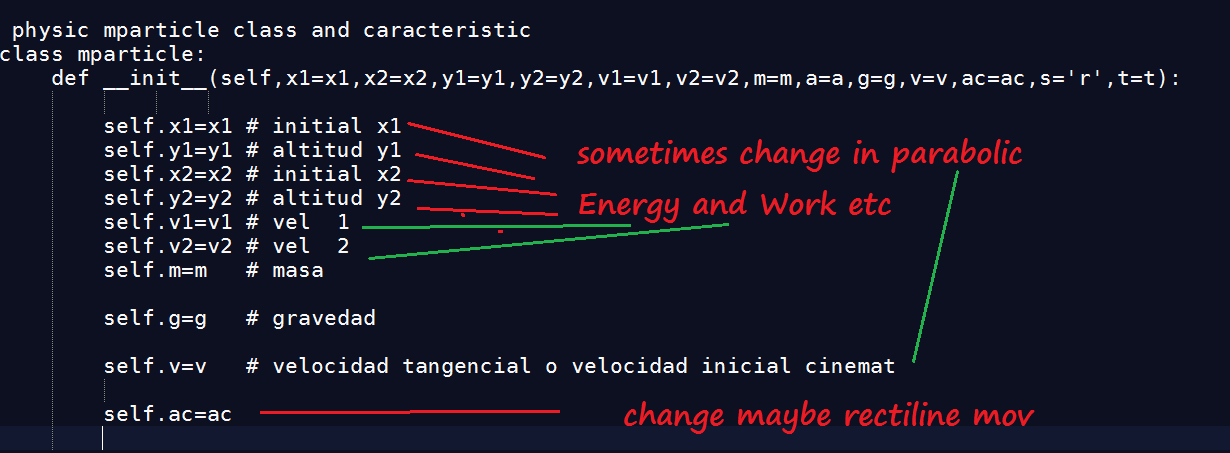 physic mparticle class and caracteristic
class mparticle:
def __init__(self,x1=x1,x2=x2,y1=y1,y2=y2,v1=v1,v2=v2,m=m,a=a,g=g,v=v,ac=ac,s='r',t=t):
self.x1=x1 # initial x1
self.y1=y1 # altitud y1
sometimes change in parabolic
self.x2=x2 # initial x2
self.y2=y2 # altitud y2
Energy and Work etc
self.v1=v1 # vel 1
self.v2=v2 # vel 2
self.m=m # masa
self.g=g # gravedad
self.v=v # velocidad tangencial o velocidad inicial cinemat
self.ac=ac
change maybe rectiline mov